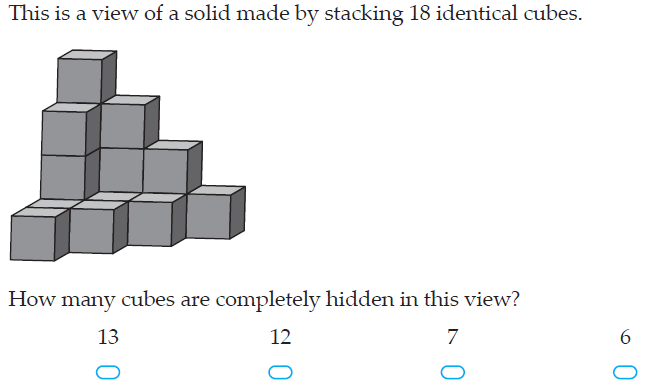 This is a view of a solid made by stacking 18 identical cubes.
How many cubes are completely hidden in this view?
13 12 7 6